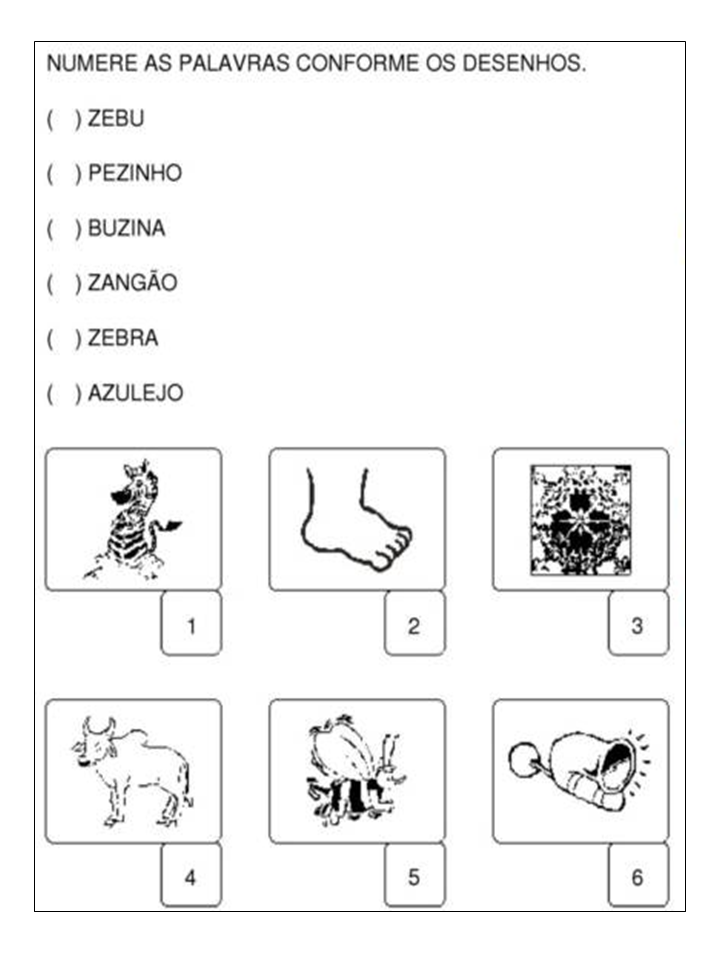 NUMERE AS PALAVRAS CONFORME OS DESENHOS.
( ) ZEBU
( ) PEZINHO
( ) BUZINA
( ) ZANGÃO
( ) ZEBRA
( ) AZULEJO
1 2 3
4 5 6